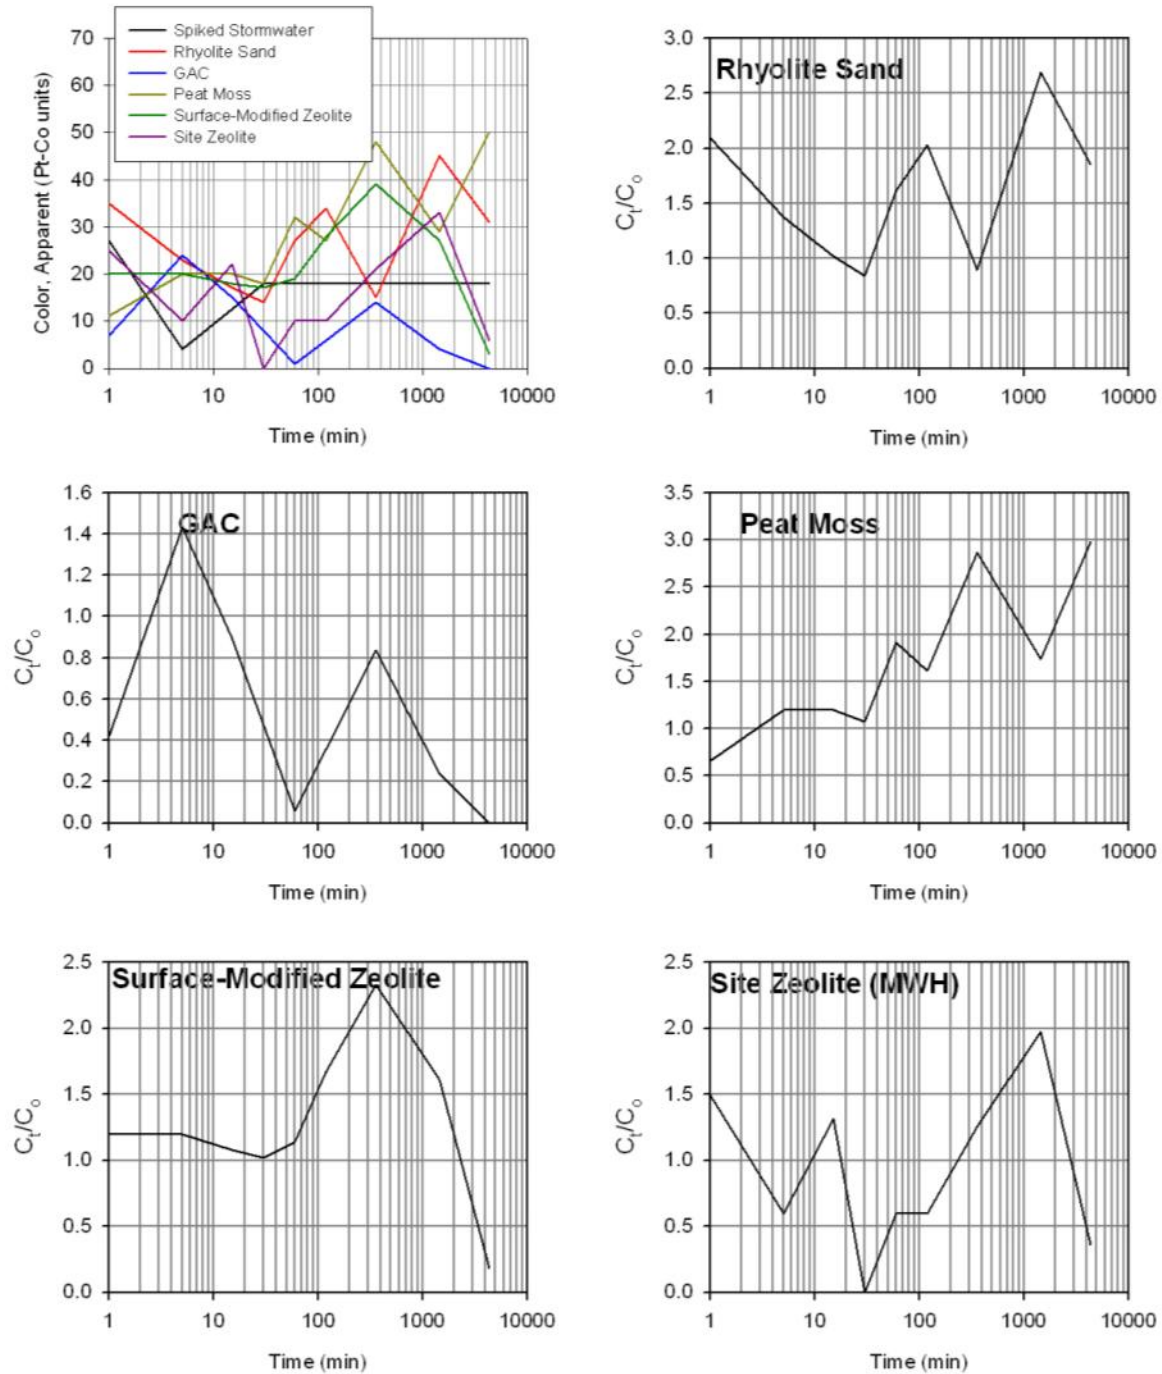 Spiked Stormwater
Rhyolite Sand
GAC
Peat Moss
Surface-Modified Zeolite
Site Zeolite
Color, Apparent (Pt-Co units)
70
60
50
40
30
20
10
0
1 10 100 1000 10000
Time (min)
Rhyolite Sand
Ct/Co
3.0
2.5
2.0
1.5
1.0
0.5
0.0
1 10 100 1000 10000
Time (min)
GAC
Ct/Co
1.6
1.4
1.2
1.0
0.8
0.6
0.4
0.2
0.0
1 10 100 1000 10000
Time (min)
Peat Moss
Ct/Co
3.5
3.0
2.5
2.0
1.5
1.0
0.5
0.0
1 10 100 1000 10000
Time (min)
Surface-Modified Zeolite
Ct/Co
2.5
2.0
1.5
1.0
0.5
0.0
1 10 100 1000 10000
Time (min)
Site Zeolite (MWH)
Ct/Co
2.5
2.0
1.5
1.0
0.5
0.0
1 10 100 1000 10000
Time (min)